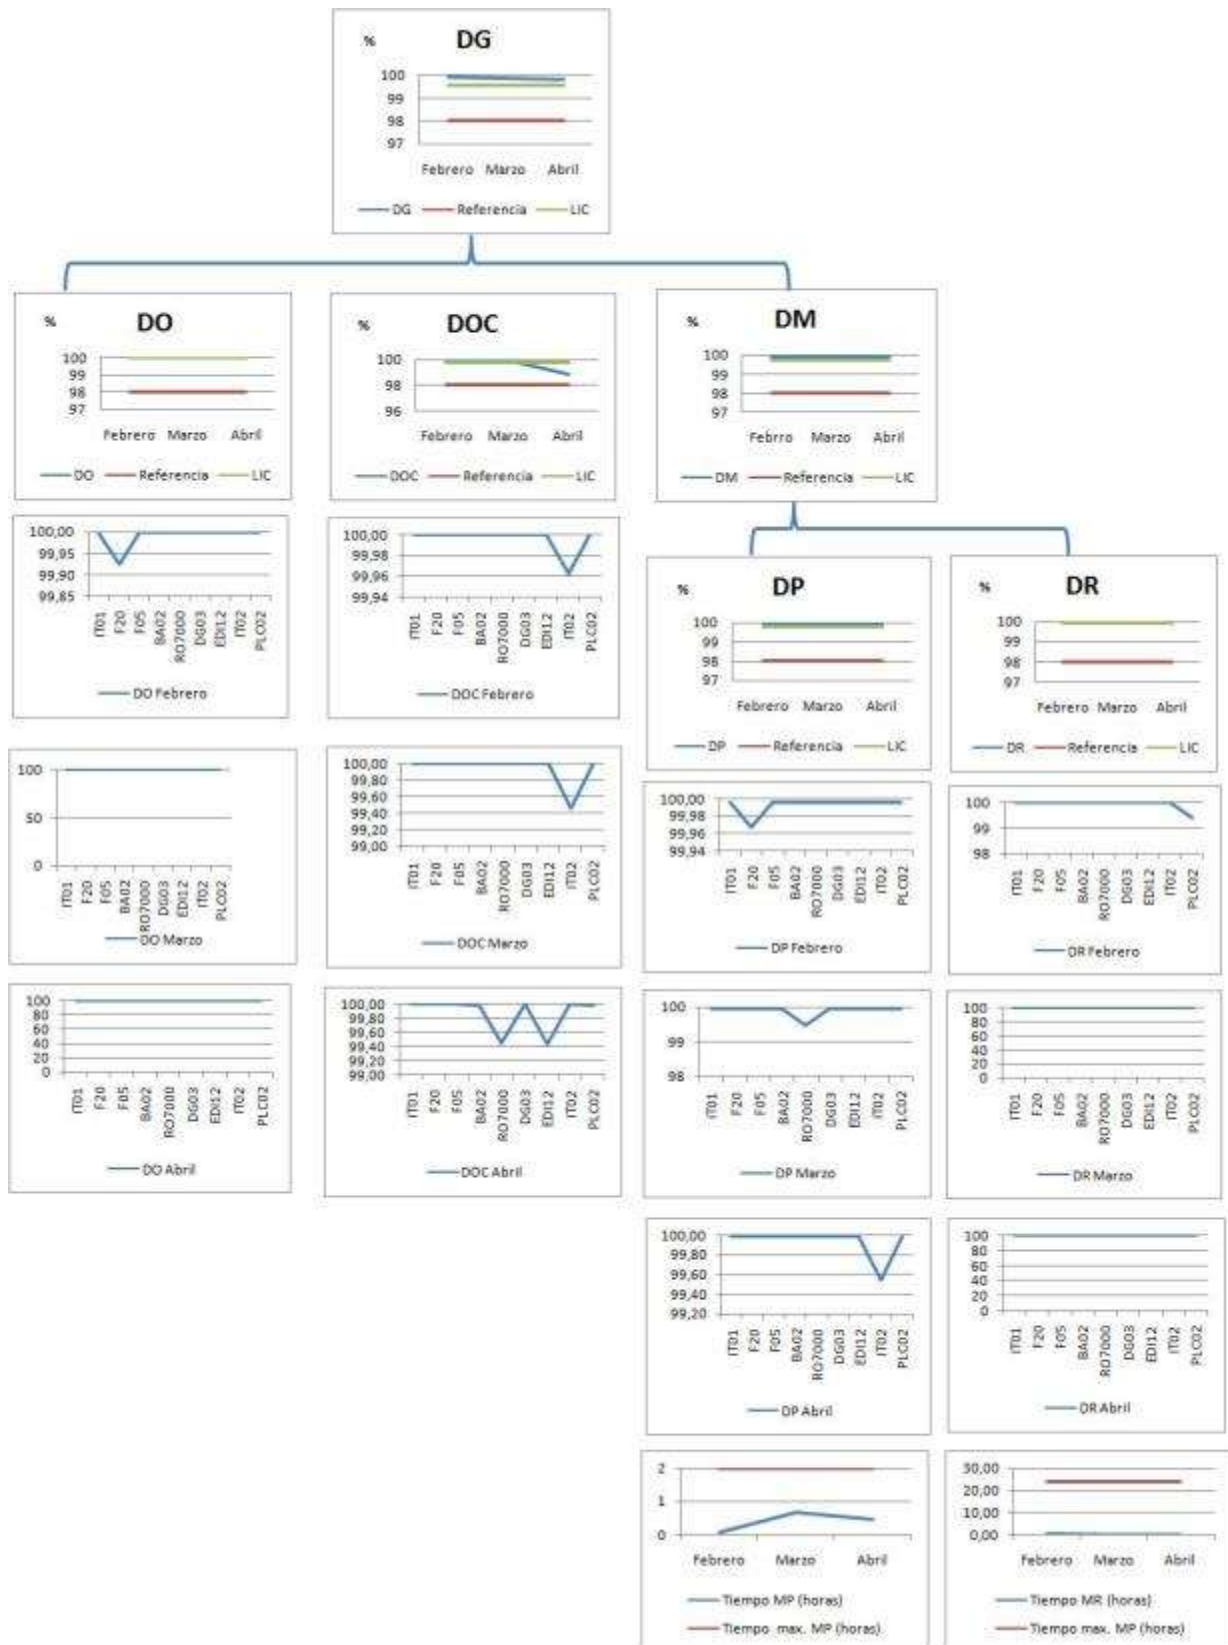 % DG
100
99
98
97
Febrero Marzo Abril
DG Referencia LIC
% DO
100
99
98
97
Febrero Marzo Abril
DO Referencia LIC
% DOC
100
98
96
Febrero Marzo Abril
DOC Referencia LIC
% DM
100
99
98
97
Febrro Marzo Abril
DM Referencia LIC
100,00
99,95
99,90
99,85
IT01 F20 F05 BA02 RO7000 DG03 EDI12 IT02 PLC02
DO Febrero
100,00
99,98
99,96
99,94
IT01 F20 F05 BA02 RO7000 DG03 EDI12 IT02 PLC02
DOC Febrero
% DP
100
99
98
97
Febrero Marzo Abril
DP Referencia LIC
% DR
100
99
98
97
Febrero Marzo Abril
DR Referencia LIC
100
50
0
IT01 F20 F05 BA02 RO7000 DG03 EDI12 IT02 PLC02
DO Marzo
100,00
99,80
99,60
99,40
99,20
99,00
IT01 F20 F05 BA02 RO7000 DG03 EDI12 IT02 PLC02
DOC Marzo
100,00
99,98
99,96
99,94
IT01 F20 F05 BA02 RO7000 DG03 EDI12 IT02 PLC02
DP Febrero
100
99
98
IT01 F20 F05 BA02 RO7000 DG03 EDI12 IT02 PLC02
DR Febrero
100
80
60
40
20
0
IT01 F20 F05 BA02 RO7000 DG03 EDI12 IT02 PLC02
DO Abril
100,00
99,80
99,60
99,40
99,20
99,00
IT01 F20 F05 BA02 RO7000 DG03 EDI12 IT02 PLC02
DOC Abril
100
99
98
IT01 F20 F05 BA02 RO7000 DG03 EDI12 IT02 PLC02
DP Marzo
100
80
60
40
20
0
IT01 F20 F05 BA02 RO7000 DG03 EDI12 IT02 PLC02
DR Marzo
100,00
99,80
99,60
99,40
99,20
IT01 F20 F05 BA02 RO7000 DG03 EDI12 IT02 PLC02
DP Abril
100
80
60
40
20
0
IT01 F20 F05 BA02 RO7000 DG03 EDI12 IT02 PLC02
DR Abril
2
1
0
Febrero Marzo Abril
Tiempo MP (horas)
Tiempo max. MP (horas)
30,00
20,00
10,00
0,00
Febrero Marzo Abril
Tiempo MR (horas)
Tiempo max. MP (horas)